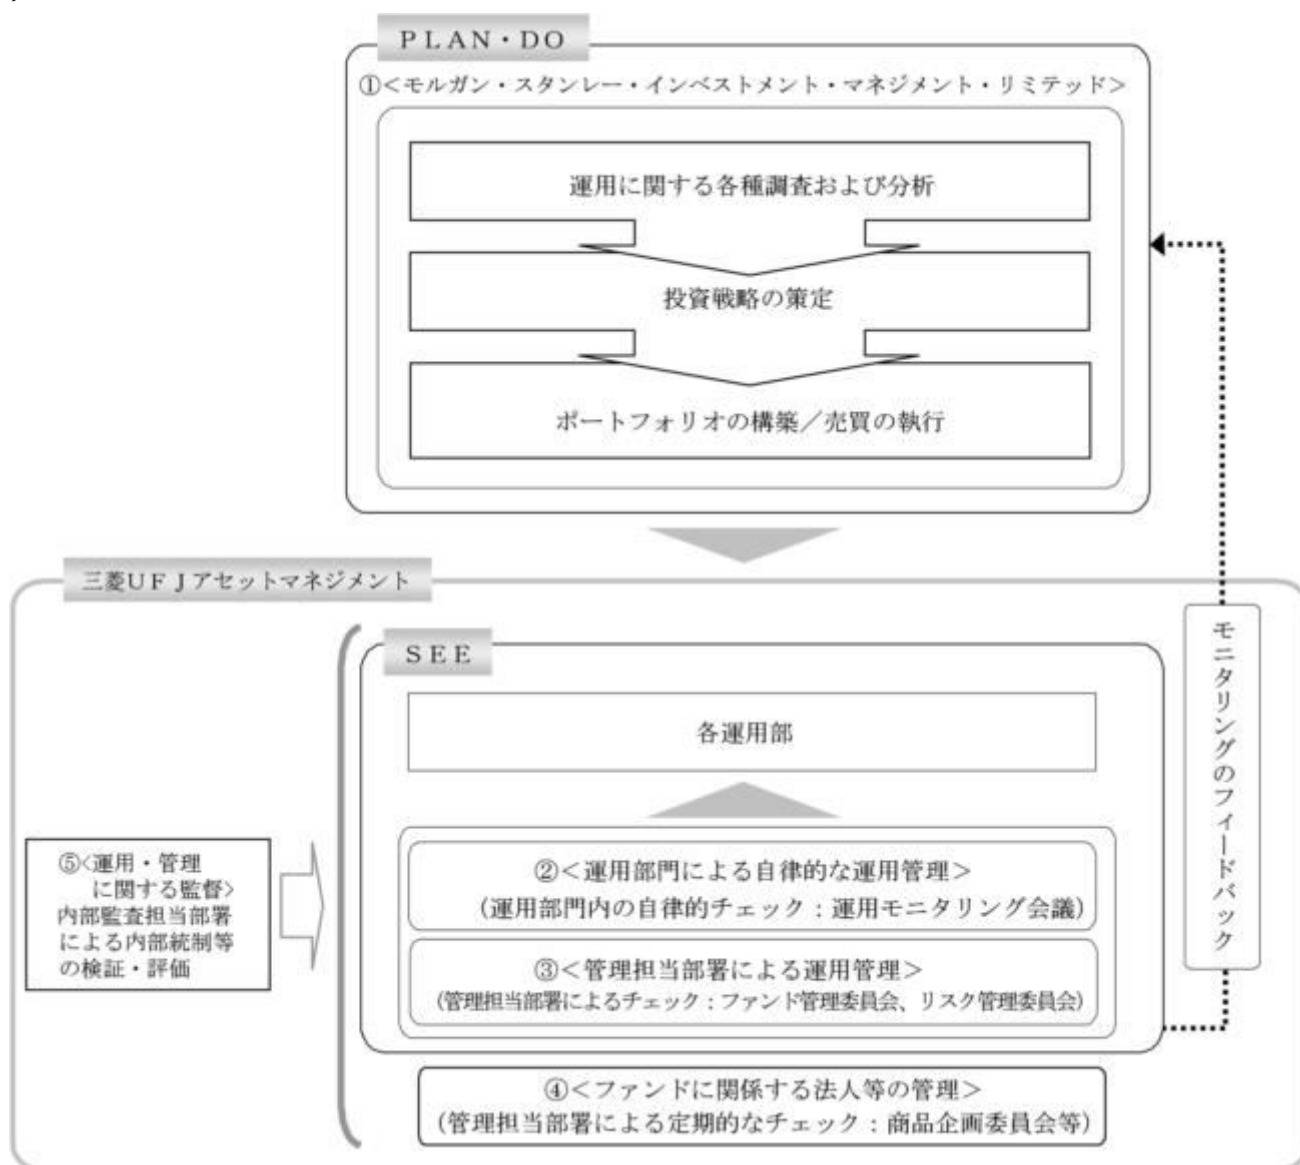 PLAN・DO
①<モルガン・スタンレー・インベストメント・マネジメント・リミテッド>
運用に関する各種調査および分析
投資戦略の策定
ポートフォリオの構築／売買の執行
三菱UFJアセットマネジメント
SEE
各運用部
②<運用部門による自律的な運用管理>
(運用部門内の自律的チェック：運用モニタリング会議)
③<管理担当部署による運用管理>
(管理担当部署によるチェック：ファンド管理委員会、リスク管理委員会)
④<ファンドに関係する法人等の管理>
(管理担当部署による定期的なチェック：商品企画委員会等)
⑤<運用・管理
に関する監督>
内部監査担当部署
による内部統制等
の検証・評価
モニタリングのフィードバック